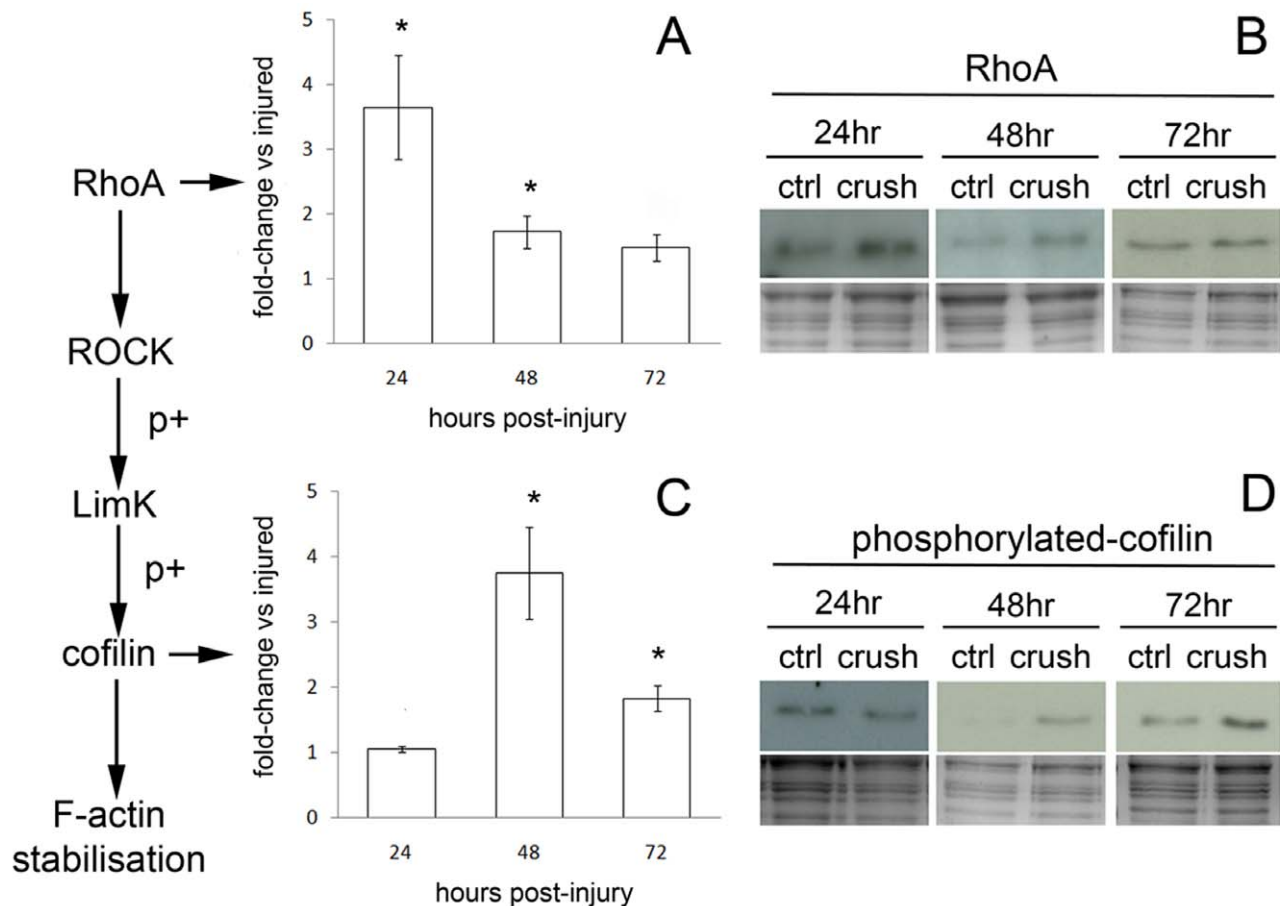 RhoA
ROCK
p+
LimK
p+
cofilin
F-actin
stabilisation
A
fold-change vs injured
5
4
3
2
1
0
24 48 72
hours post-injury
B
RhoA
24hr 48hr 72hr
ctrl crush ctrl crush ctrl crush
C
fold-change vs injured
5
4
3
2
1
0
24 48 72
hours post-injury
D
phosphorylated-cofilin
24hr 48hr 72hr
ctrl crush ctrl crush ctrl crush
*
*
*
*